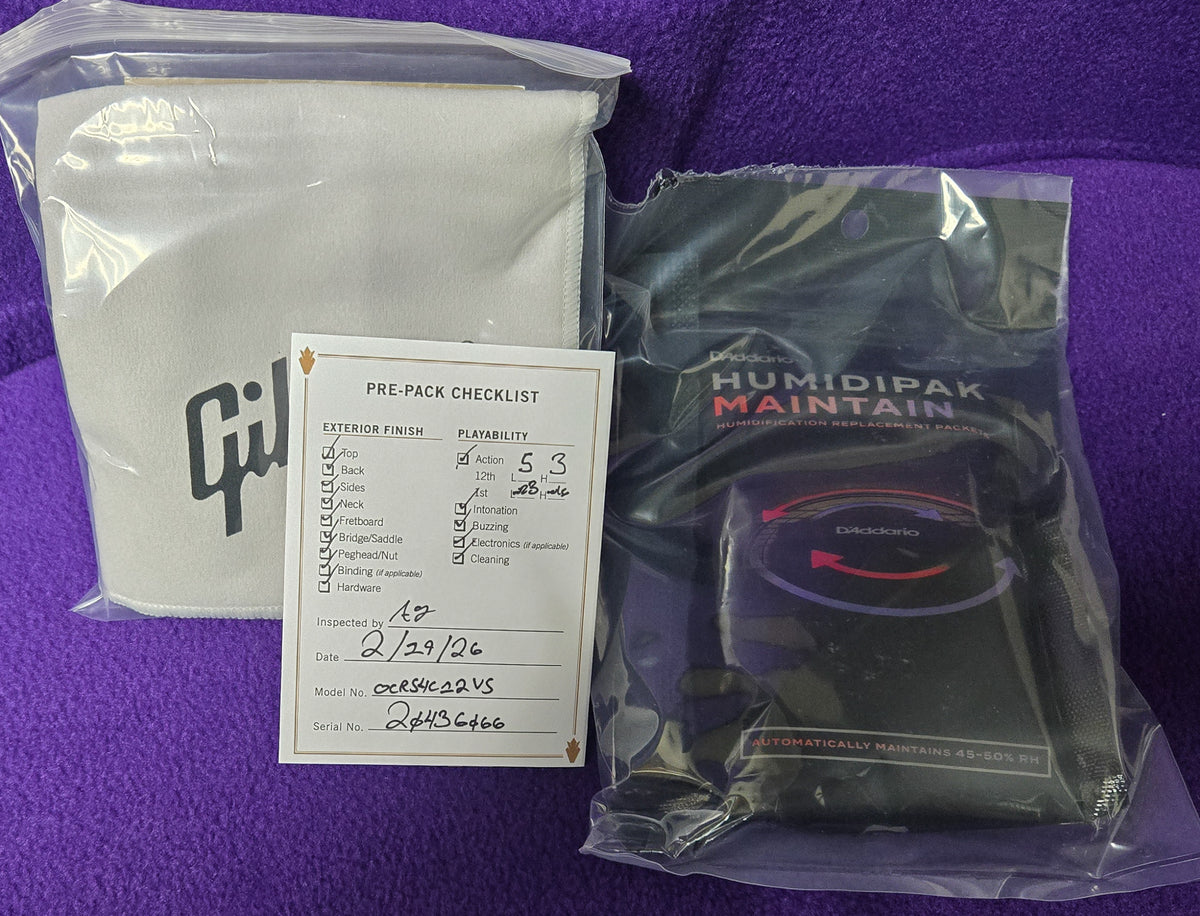 Gib
PRE-PACK CHECKLIST
EXTERIOR FINISH
Top
Back
Sides
Neck
Fretboard
Bridge/Saddle
Peghead/Nut
Binding (if applicable)
Hardware
PLAYABILITY
Action 5 3
12th L H
1st L H
Intonation
Buzzing
Electronics (if applicable)
Cleaning
Inspected by
Date 2/19/26
Model No. OCRS4C12VS
Serial No. 20436066
D'Addario
HUMIDIPAK
MAINTAIN
HUMIDIFICATION REPLACEMENT PACKETS
D'Addario
AUTOMATICALLY MAINTAINS 45-50% RH